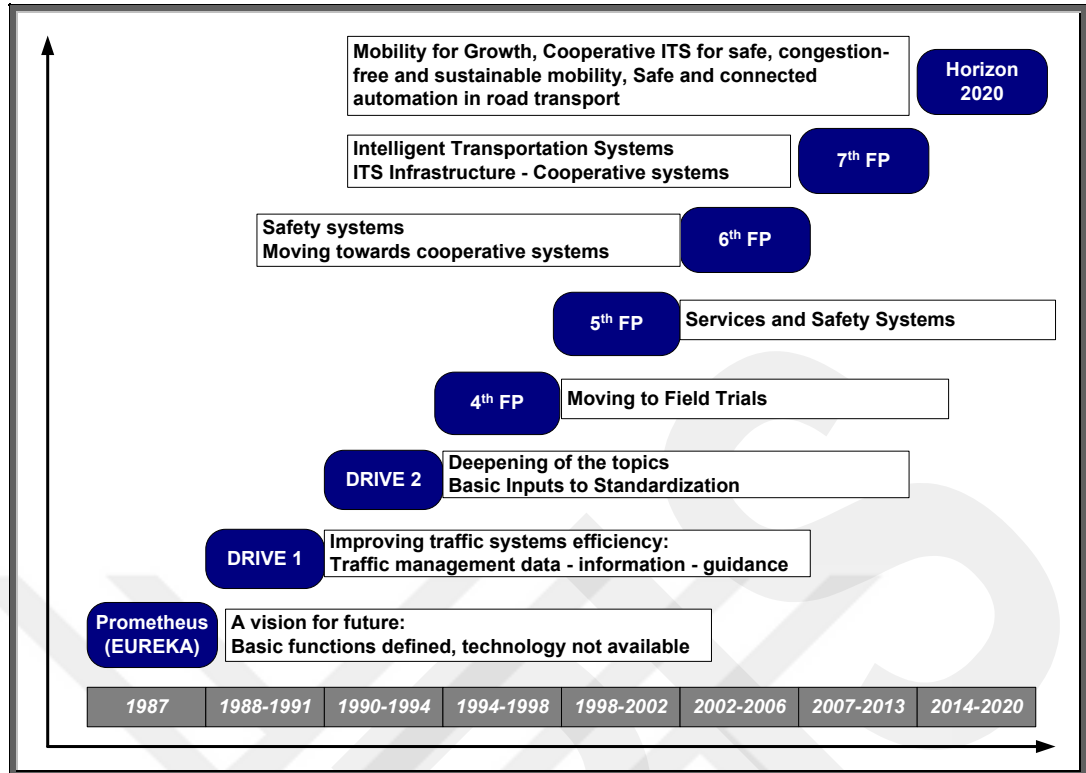 Mobility for Growth, Cooperative ITS for safe, congestion-
free and sustainable mobility, Safe and connected
automation in road transport
Horizon
2020
Intelligent Transportation Systems
ITS Infrastructure - Cooperative systems
7th FP
Safety systems
Moving towards cooperative systems
6th FP
5th FP
Services and Safety Systems
4th FP
Moving to Field Trials
DRIVE 2
Deepening of the topics
Basic Inputs to Standardization
DRIVE 1
Improving traffic systems efficiency:
Traffic management data - information - guidance
Prometheus
(EUREKA)
A vision for future:
Basic functions defined, technology not available
1987 1988-1991 1990-1994 1994-1998 1998-2002 2002-2006 2007-2013 2014-2020